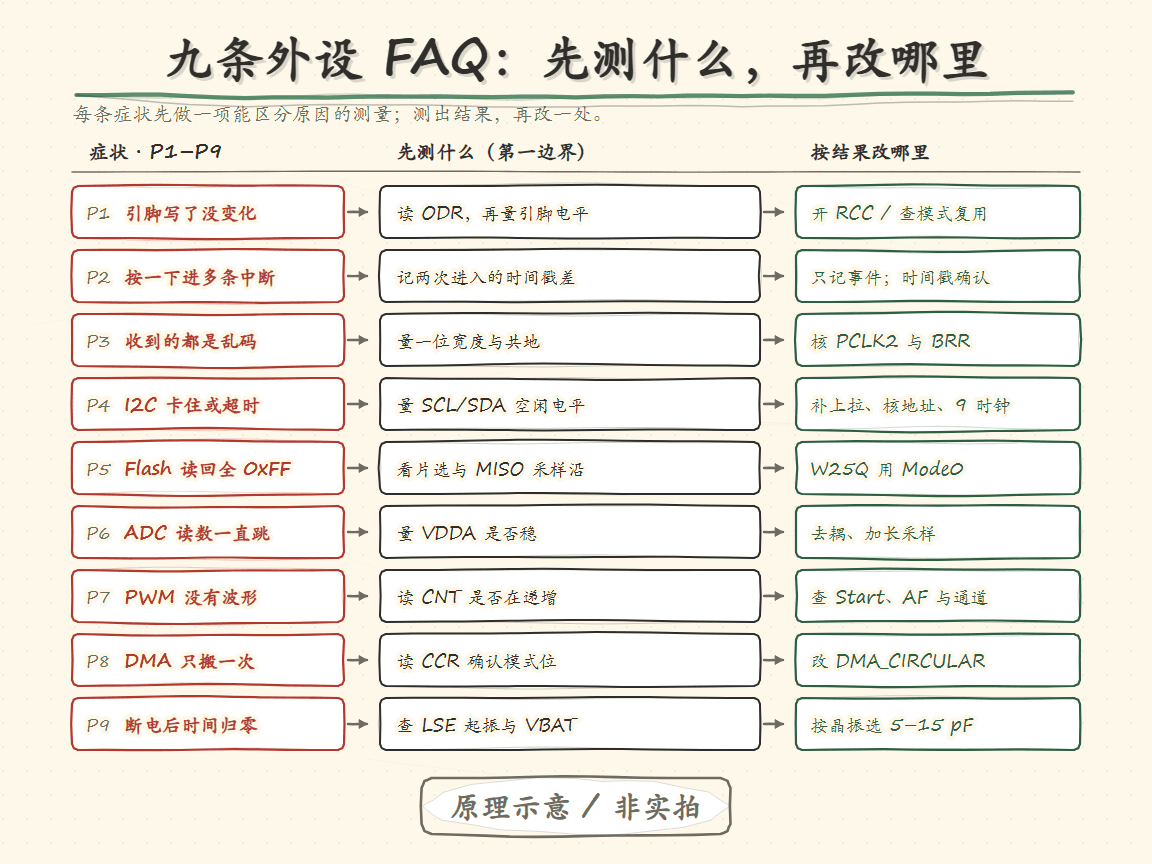 九条外设 FAQ：先测什么，再改哪里
每条症状先做一项能区分原因的测量；测出结果，再改一处。
症状 · P1—P9 先测什么（第一边界） 按结果改哪里
P1 引脚写了没变化 读 ODR，再量引脚电平 开 RCC / 查模式复用
P2 按一下进多条中断 记两次进入的时间戳差 只记事件；时间戳确认
P3 收到的都是乱码 量一位宽度与共地 核 PCLK2 与 BRR
P4 I2C 卡住或超时 量 SCL/SDA 空闲电平 补上拉、核地址、9 时钟
P5 Flash 读回全 0XFF 看片选与 MISO 采样沿 W25Q 用 Mode0
P6 ADC 读数一直跳 量 VDDA 是否稳 去耦、加长采样
P7 PWM 没有波形 读 CNT 是否在递增 查 Start、AF 与通道
P8 DMA 只搬一次 读 CCR 确认模式位 改 DMA_CIRCULAR
P9 断电后时间归零 查 LSE 起振与 VBAT 按晶振选 5—15 pF
原理示意 / 非实拍